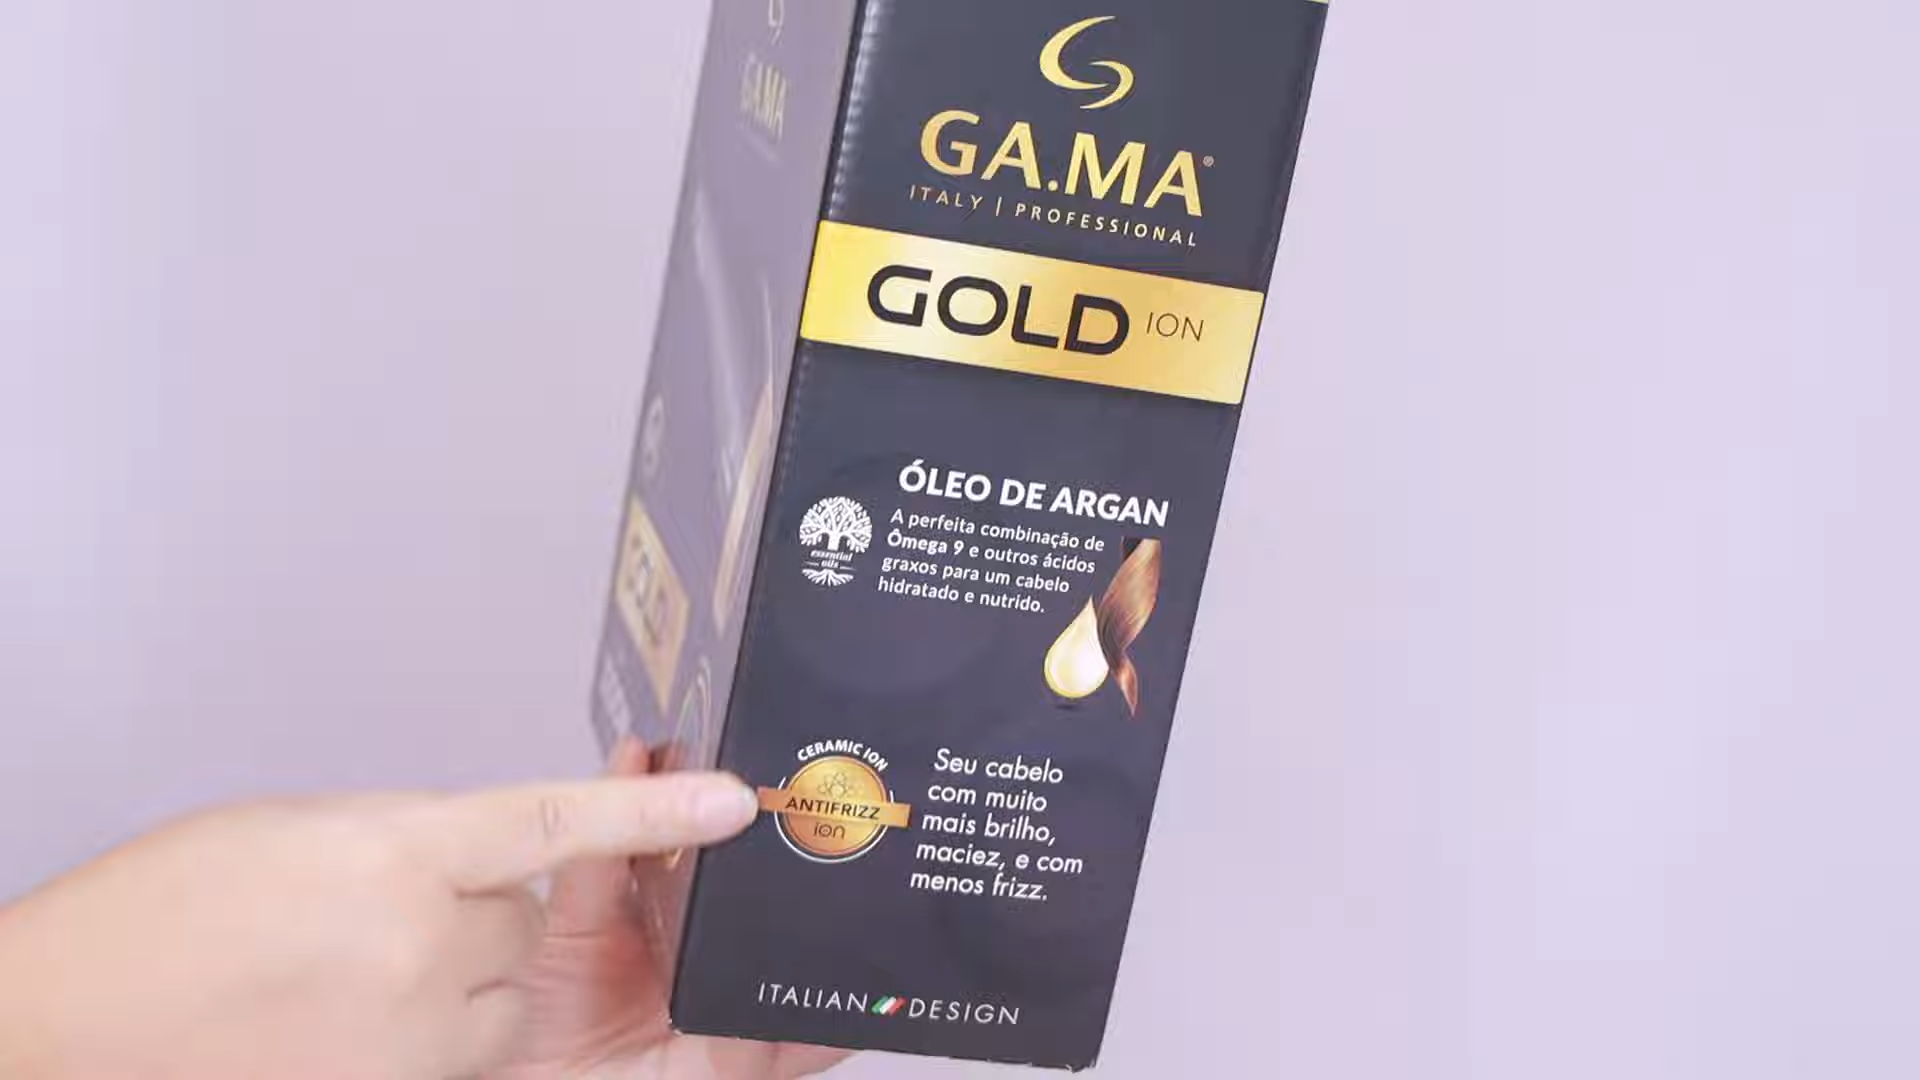 GA.MA®
ITALY | PROFESSIONAL
GOLD ION
ÓLEO DE ARGAN
A perfeita combinação de
Ômega 9 e outros ácidos
graxos para um cabelo
hidratado e nutrido.
essential
oils
CERAMIC ION
ANTIFRIZZ
ion
Seu cabelo
com muito
mais brilho,
maciez, e com
menos frizz.
ITALIAN DESIGN
GA.MA
GOLD